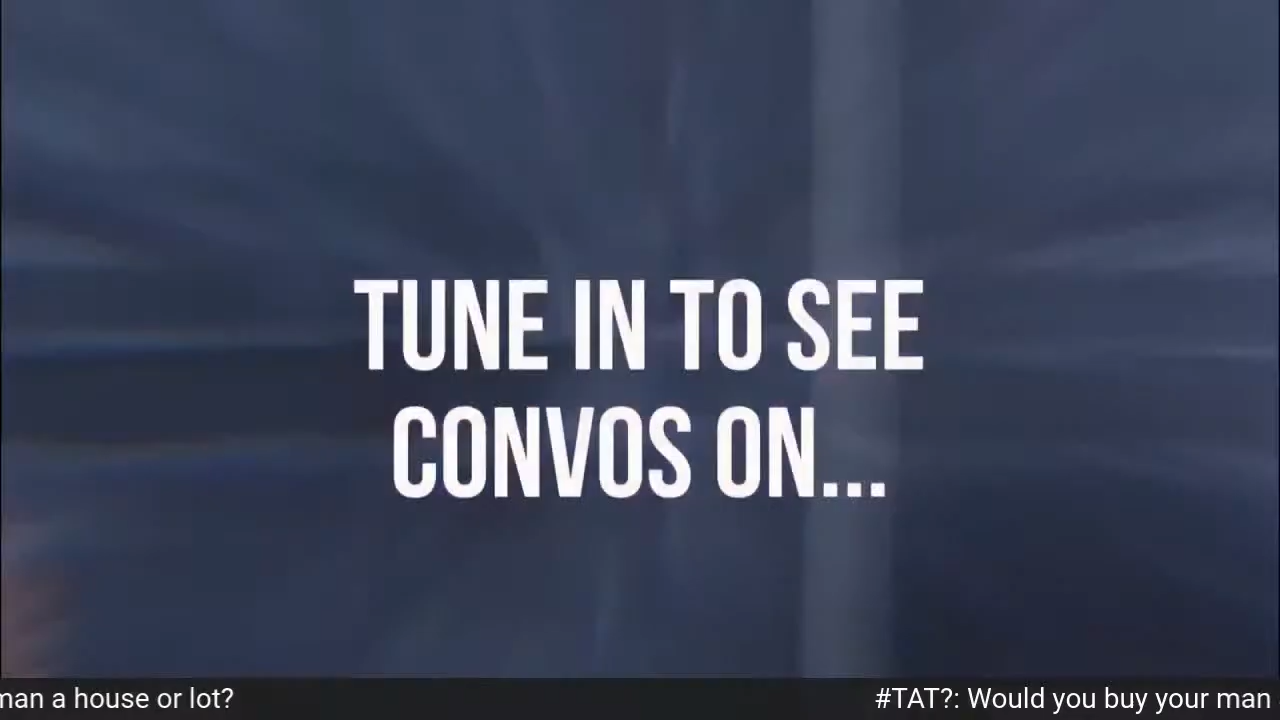 TUNE IN TO SEE
CONVOS ON...
man a house or lot? #TAT?: Would you buy your man